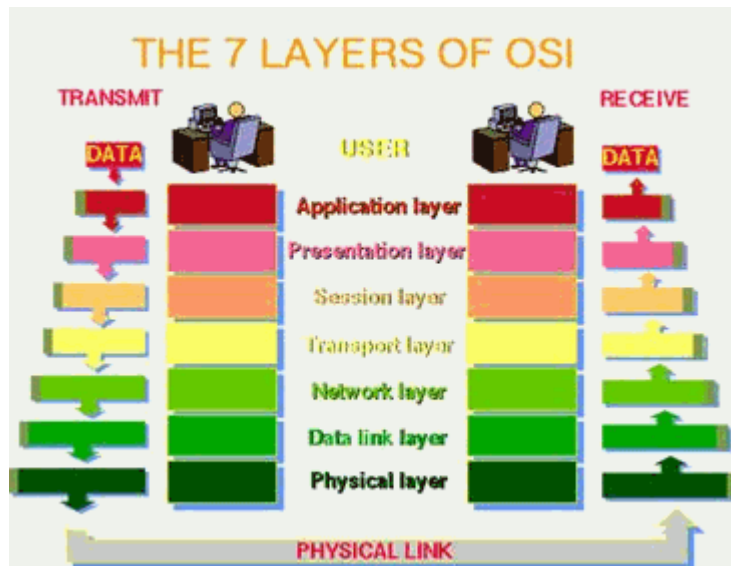 THE 7 LAYERS OF OSI
TRANSMIT
RECEIVE
USER
DATA
DATA
Application layer
Presentation layer
Session layer
Transport layer
Network layer
Data link layer
Physical layer
PHYSICAL LINK